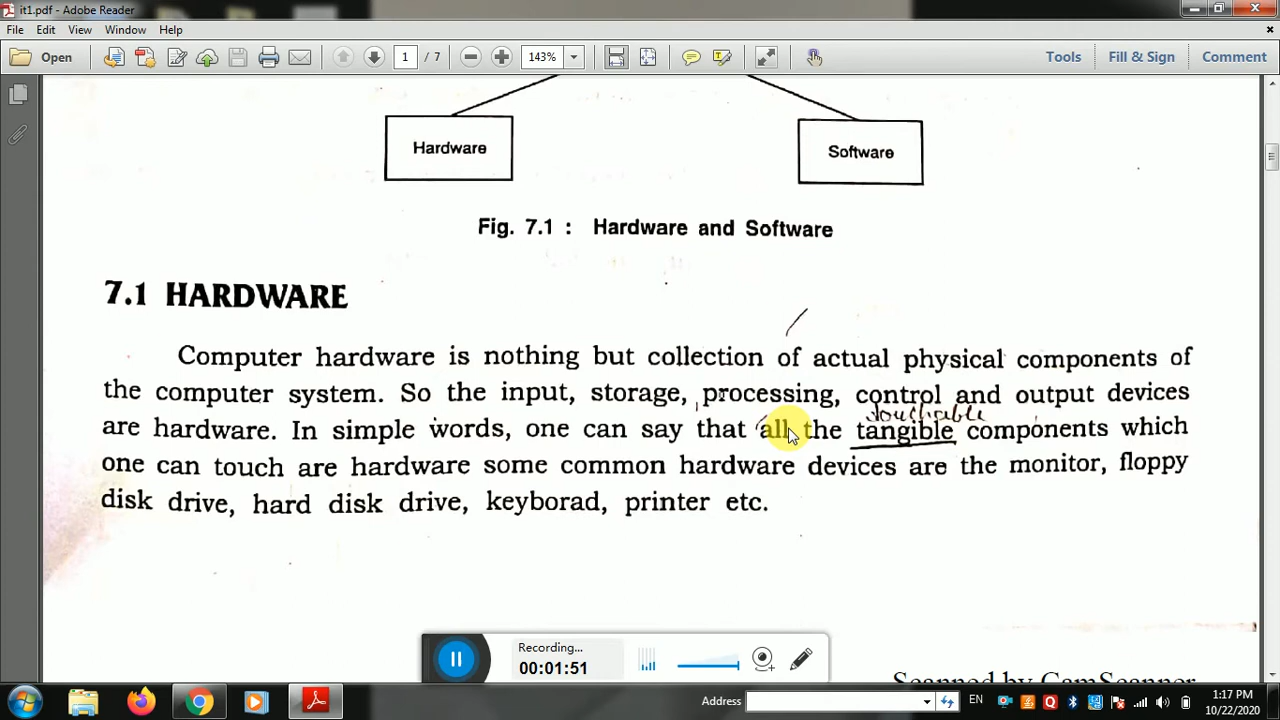 it1.pdf - Adobe Reader
File Edit View Window Help
Open 1 / 7 143% Tools Fill & Sign Comment
Hardware Software
Fig. 7.1 : Hardware and Software
7.1 HARDWARE
Computer hardware is nothing but collection of actual physical components of
the computer system. So the input, storage, processing, control and output devices
touchable
are hardware. In simple words, one can say that all the tangible components which
one can touch are hardware some common hardware devices are the monitor, floppy
disk drive, hard disk drive, keyborad, printer etc.
Recording...
00:01:51
Scanned by CamScanner
Address EN 1:17 PM
10/22/2020